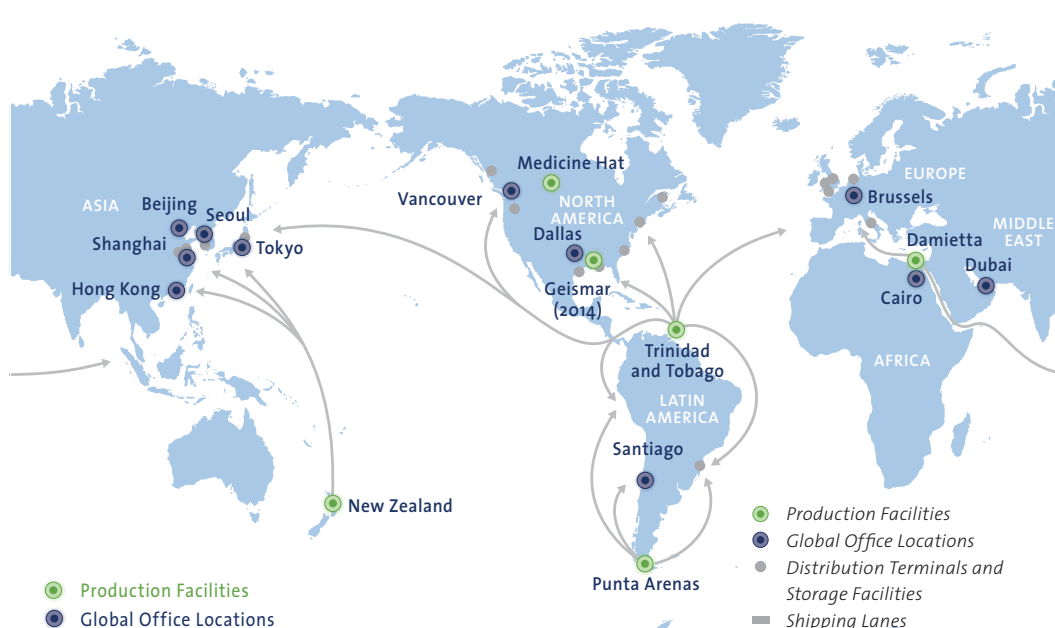 Medicine Hat
Vancouver
NORTH
AMERICA
EUROPE
Brussels
ASIA
Beijing
Seoul
Shanghai
Tokyo
Dallas
MIDDLE
EAST
Damietta
Dubai
Hong Kong
Geismar
(2014)
Cairo
Trinidad
and Tobago
AFRICA
LATIN
AMERICA
Santiago
New Zealand
Punta Arenas
Production Facilities
Global Office Locations
Production Facilities
Global Office Locations
Distribution Terminals and
Storage Facilities
Shipping Lanes